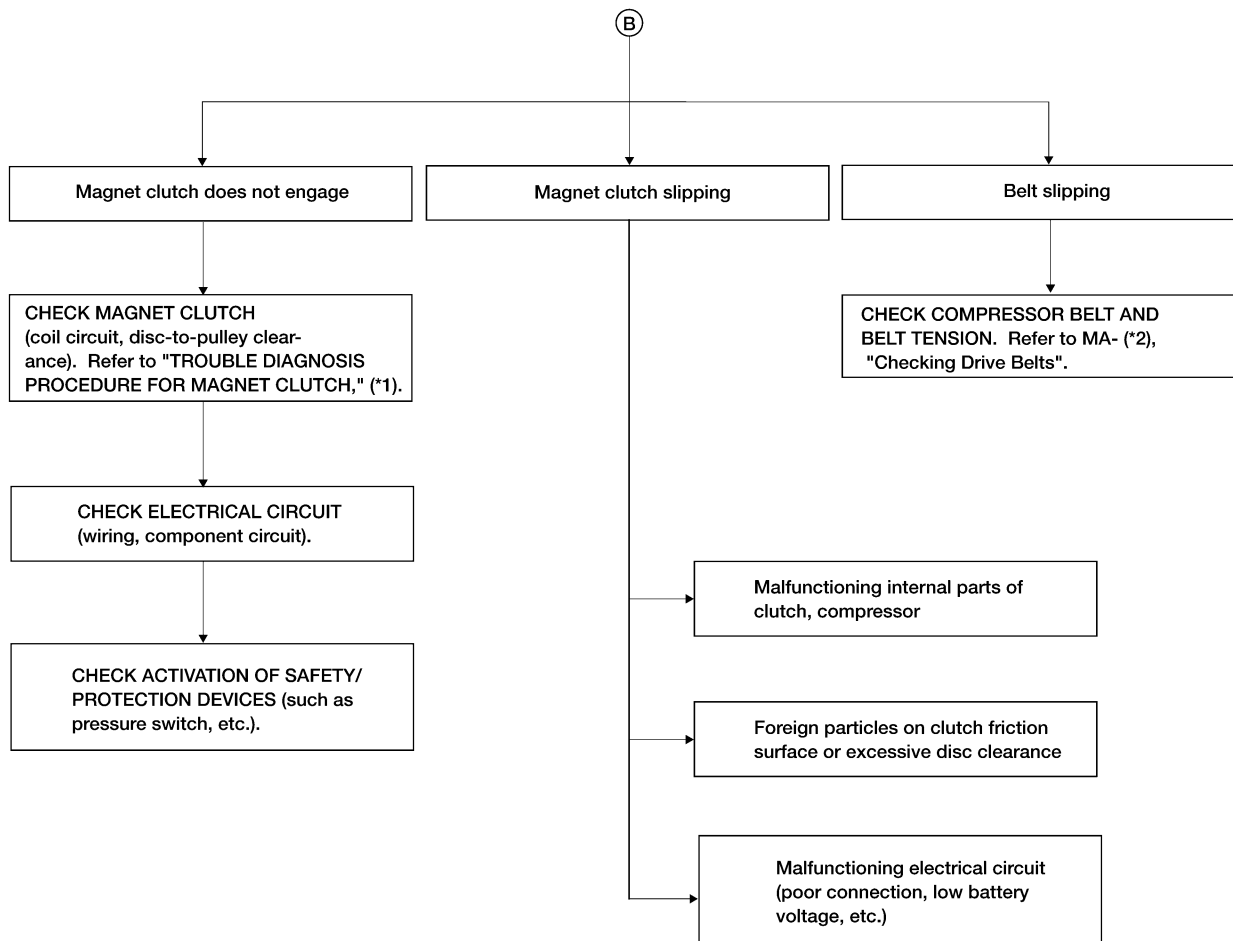 B
Magnet clutch does not engage
Magnet clutch slipping
Belt slipping
CHECK MAGNET CLUTCH
(coil circuit, disc-to-pulley clear-
ance). Refer to "TROUBLE DIAGNOSIS
PROCEDURE FOR MAGNET CLUTCH," (*1).
CHECK COMPRESSOR BELT AND
BELT TENSION. Refer to MA- (*2),
"Checking Drive Belts".
CHECK ELECTRICAL CIRCUIT
(wiring, component circuit).
Malfunctioning internal parts of
clutch, compressor
CHECK ACTIVATION OF SAFETY/
PROTECTION DEVICES (such as
pressure switch, etc.).
Foreign particles on clutch friction
surface or excessive disc clearance
Malfunctioning electrical circuit
(poor connection, low battery
voltage, etc.)